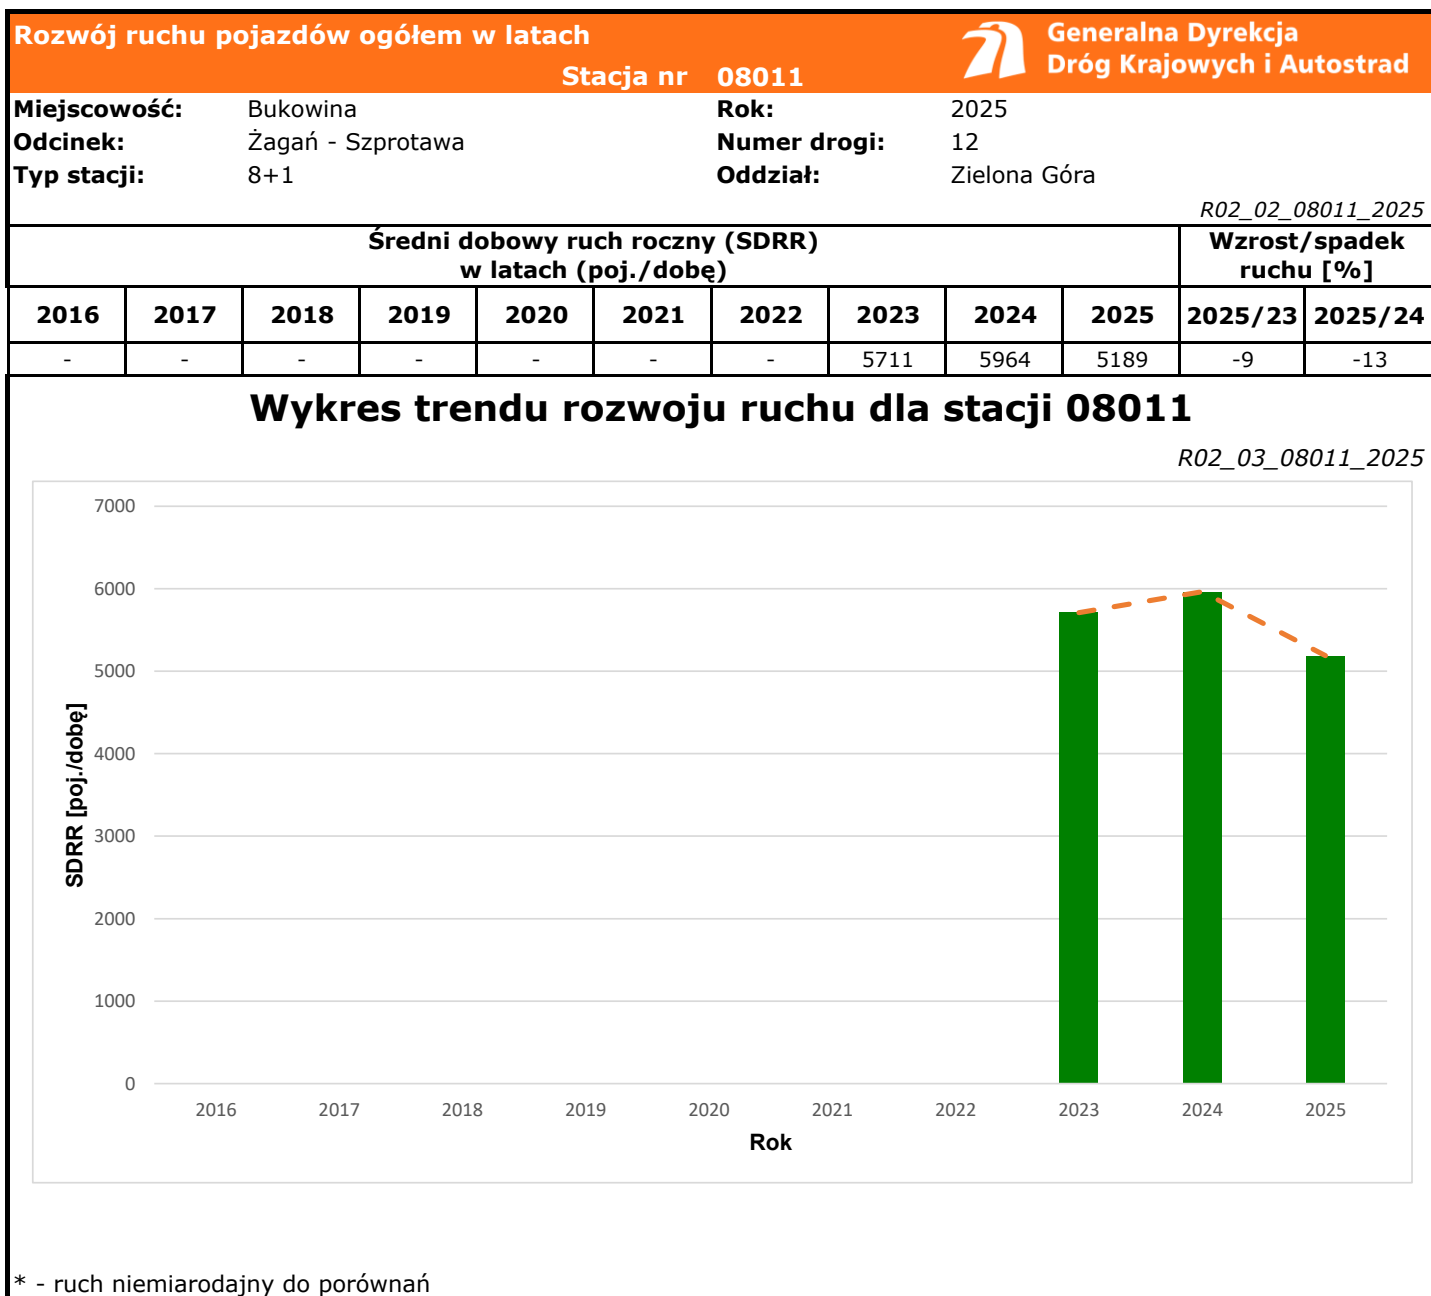 Rozwój ruchu pojazdów ogółem w latach
Generalna Dyrekcja
Dróg Krajowych i Autostrad
Stacja nr 08011
Miejscowość: Bukowina Rok: 2025
Odcinek: Żagań - Szprotawa Numer drogi: 12
Typ stacji: 8+1 Oddział: Zielona Góra
R02_02_08011_2025
Średni dobowy ruch roczny (SDRR)
w latach (poj./dobę)
Wzrost/spadek
ruchu [%]
2016 2017 2018 2019 2020 2021 2022 2023 2024 2025 2025/23 2025/24
- - - - - - - 5711 5964 5189 -9 -13
Wykres trendu rozwoju ruchu dla stacji 08011
R02_03_08011_2025
7000
6000
5000
4000
3000
2000
1000
0
SDRR [poj./dobę]
2016 2017 2018 2019 2020 2021 2022 2023 2024 2025
Rok
* - ruch niemiarodajny do porównań